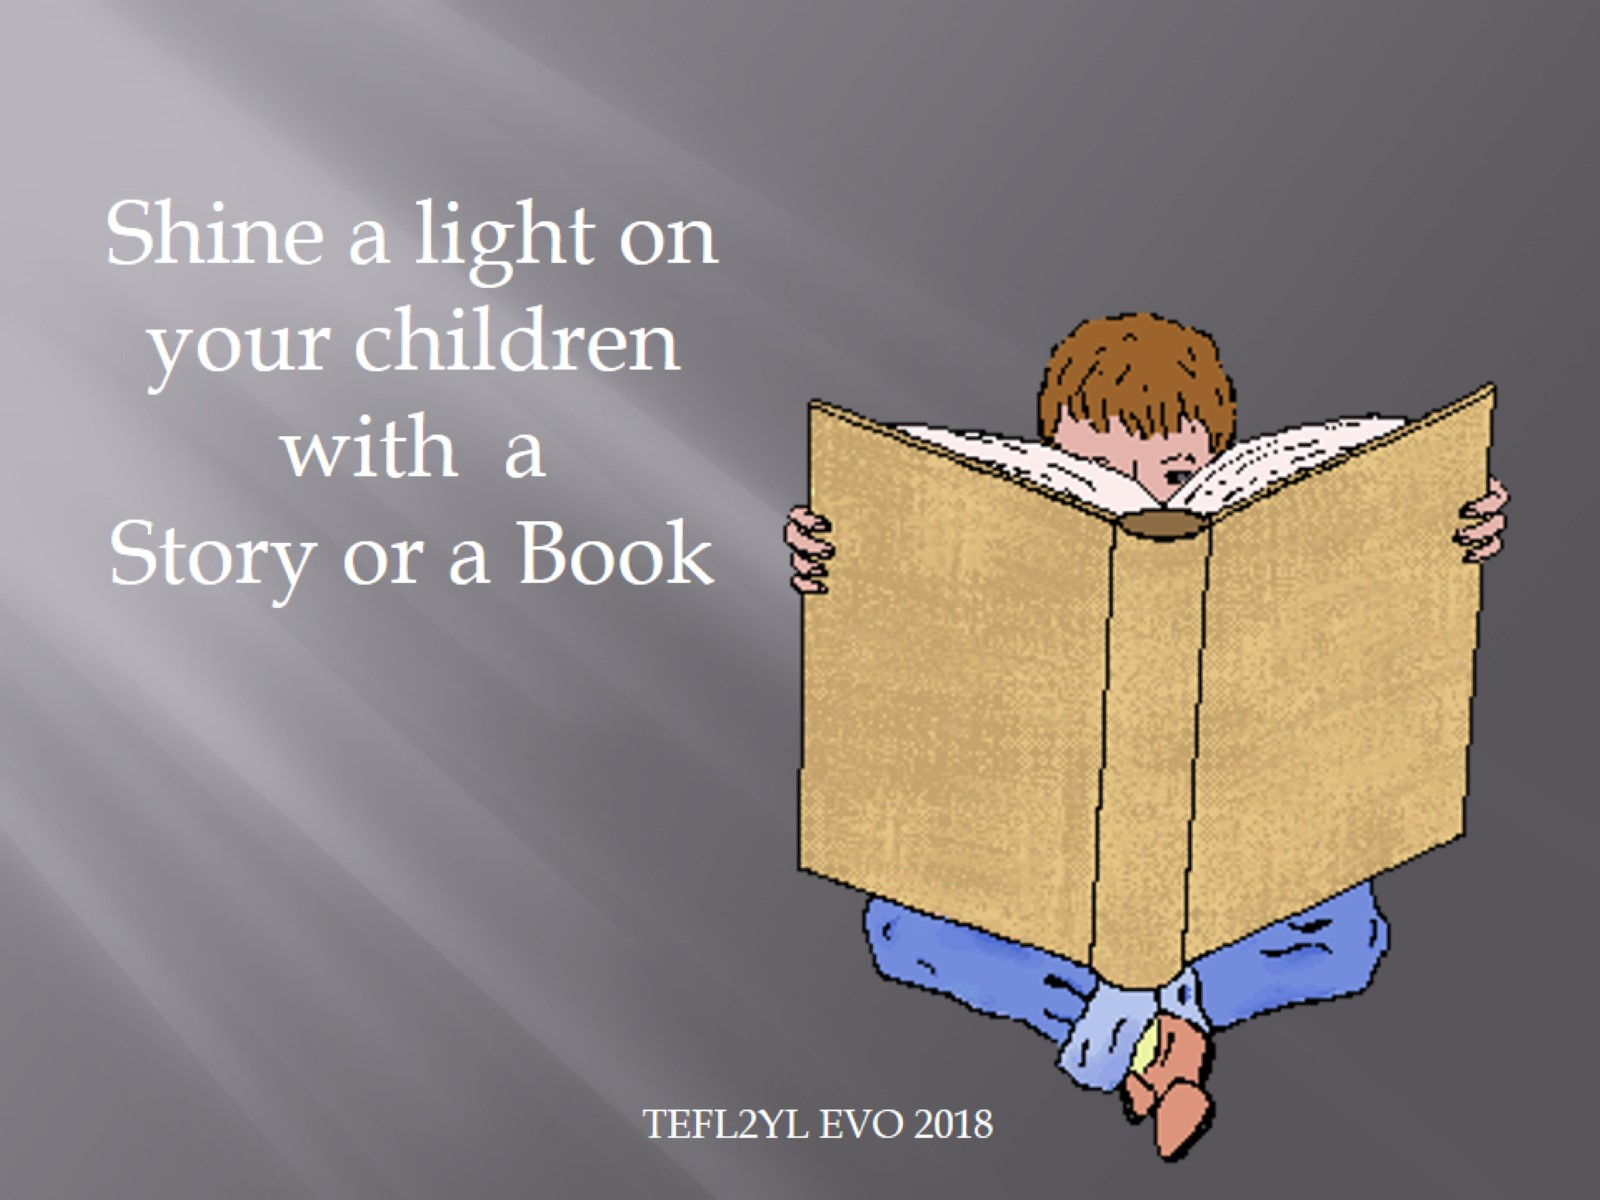 Shine a light on
your children
with a
Story or a Book
TEFL2YL EVO 2018